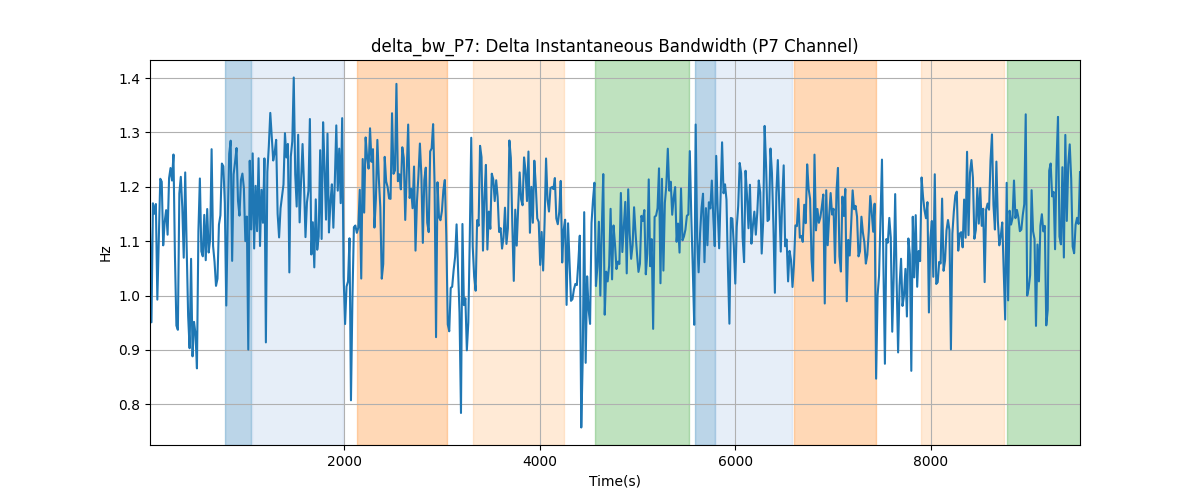 delta_bw_P7: Delta Instantaneous Bandwidth (P7 Channel)
1.4
1.3
1.2
1.1
1.0
0.9
0.8
Hz
2000 4000 6000 8000
Time(s)